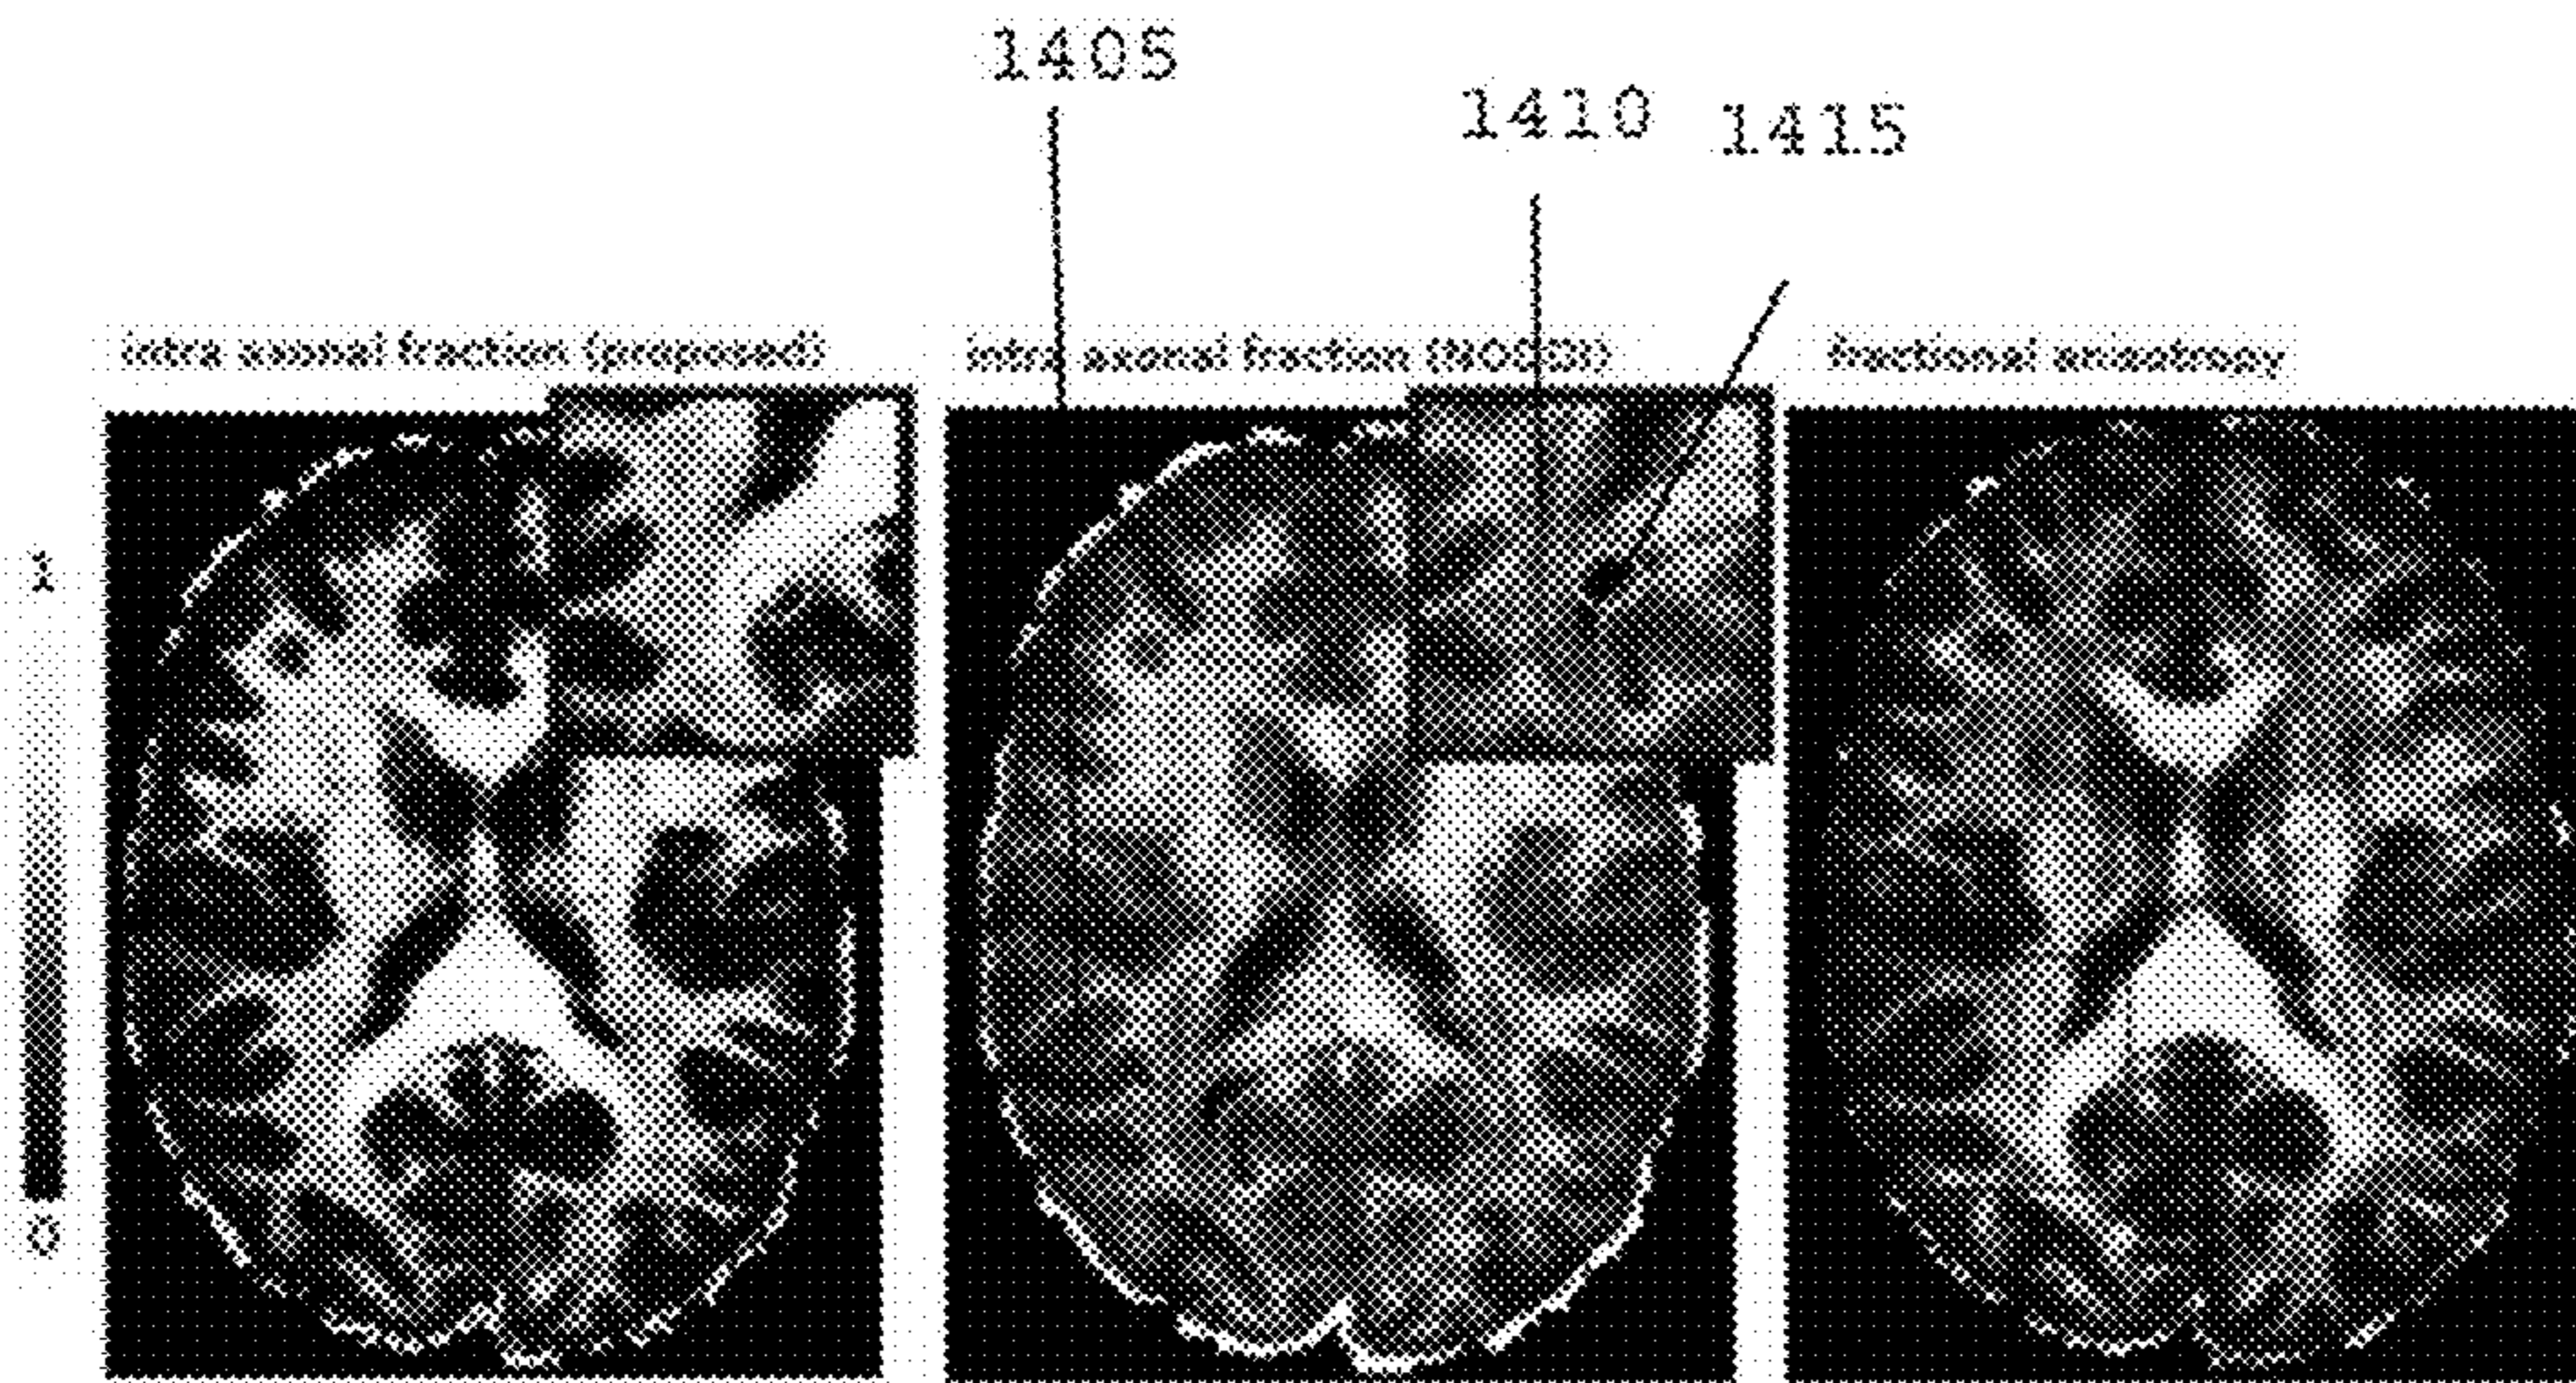 1405
1410 1415
intra axonal fraction (proposed)
intra axonal fraction (NODDI)
fractional anisotropy
1
0